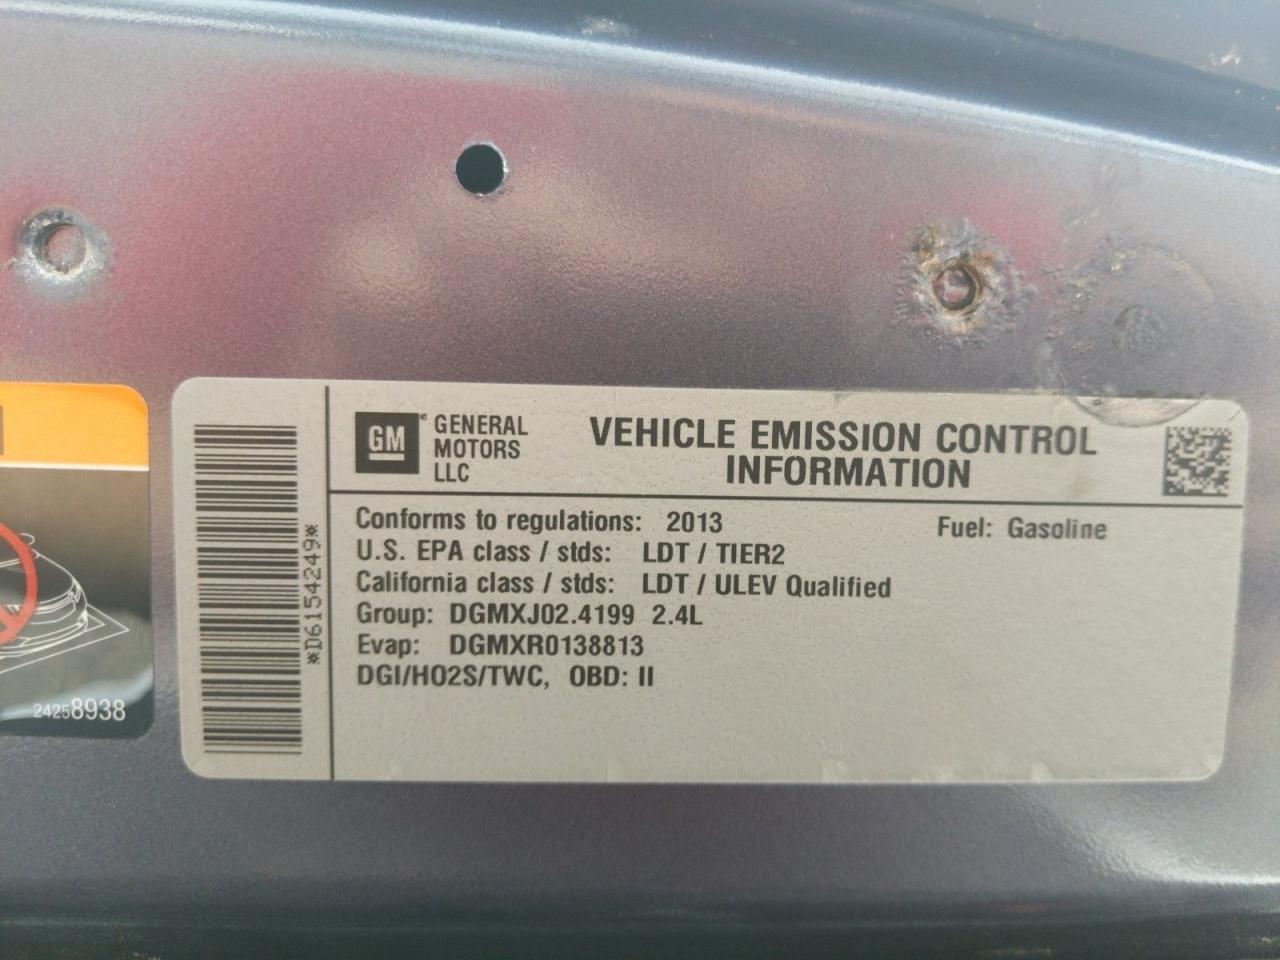 GM® GENERAL MOTORS LLC
VEHICLE EMISSION CONTROL
INFORMATION
Conforms to regulations: 2013 Fuel: Gasoline
U.S. EPA class / stds: LDT / TIER2
California class / stds: LDT / ULEV Qualified
Group: DGMXJ02.4199 2.4L
Evap: DGMXR0138813
DGI/HO2S/TWC, OBD: II
*D6154249*
24258938